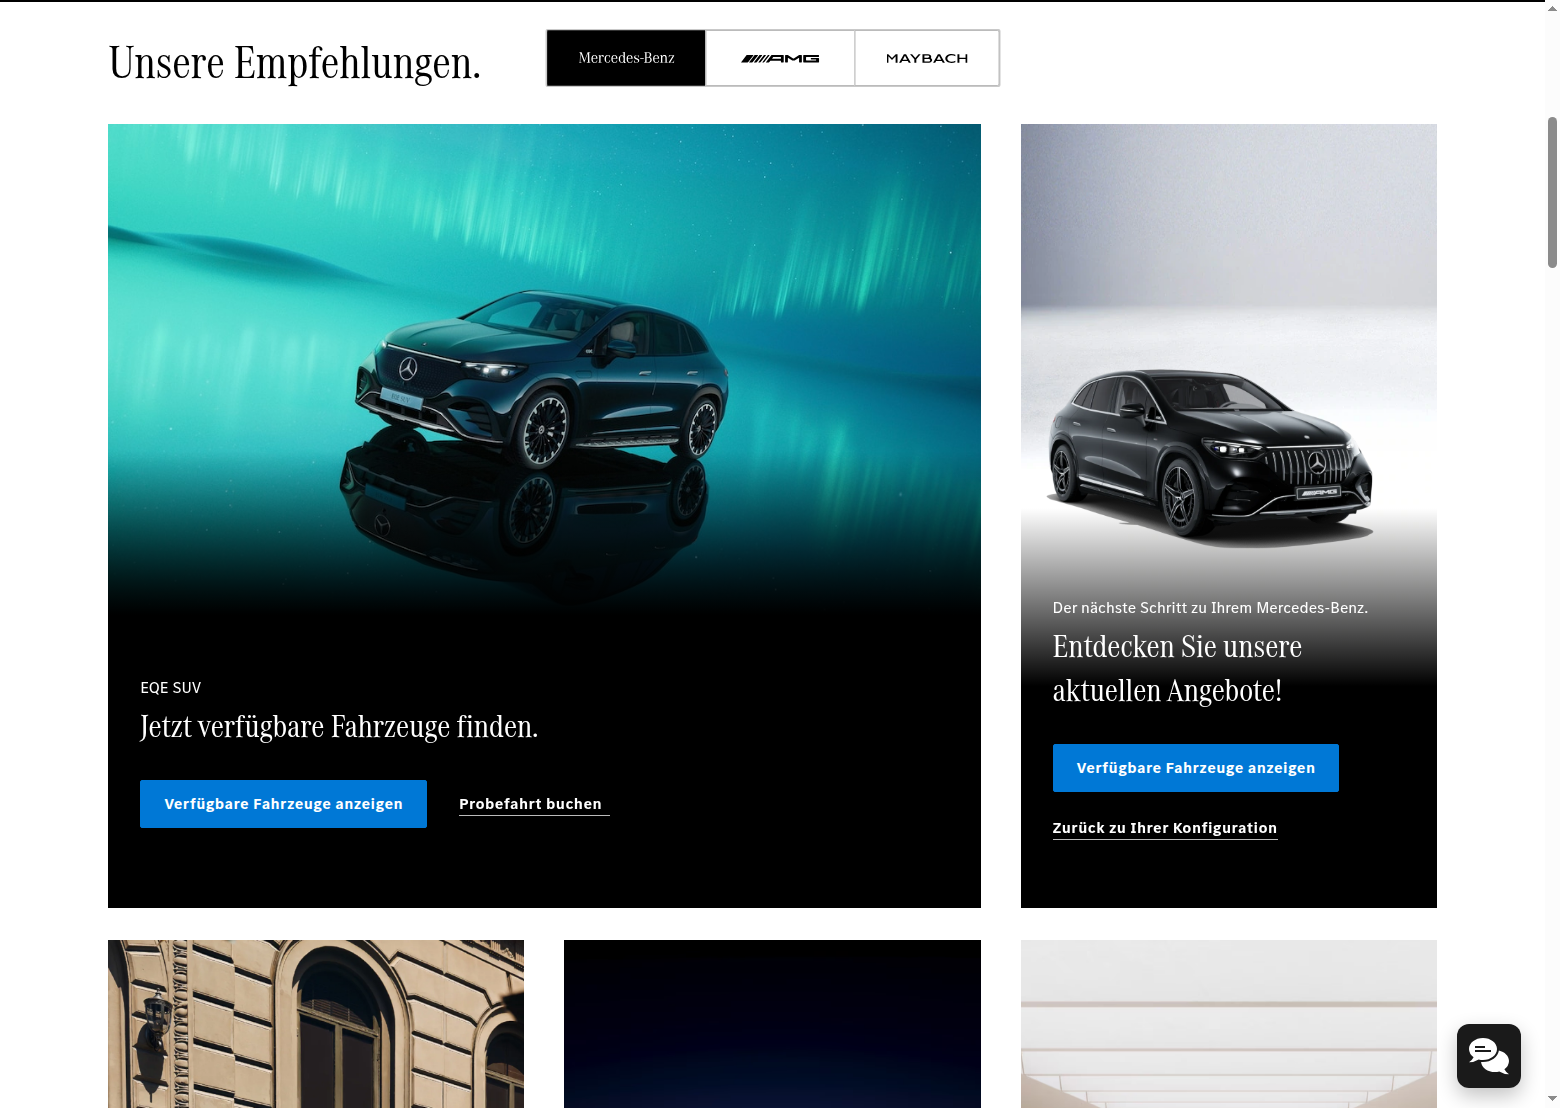 Unsere Empfehlungen.
Mercedes-Benz
AMG
MAYBACH
EQE SUV
Jetzt verfügbare Fahrzeuge finden.
Verfügbare Fahrzeuge anzeigen
Probefahrt buchen
AMG
Der nächste Schritt zu Ihrem Mercedes-Benz.
Entdecken Sie unsere
aktuellen Angebote!
Verfügbare Fahrzeuge anzeigen
Zurück zu Ihrer Konfiguration